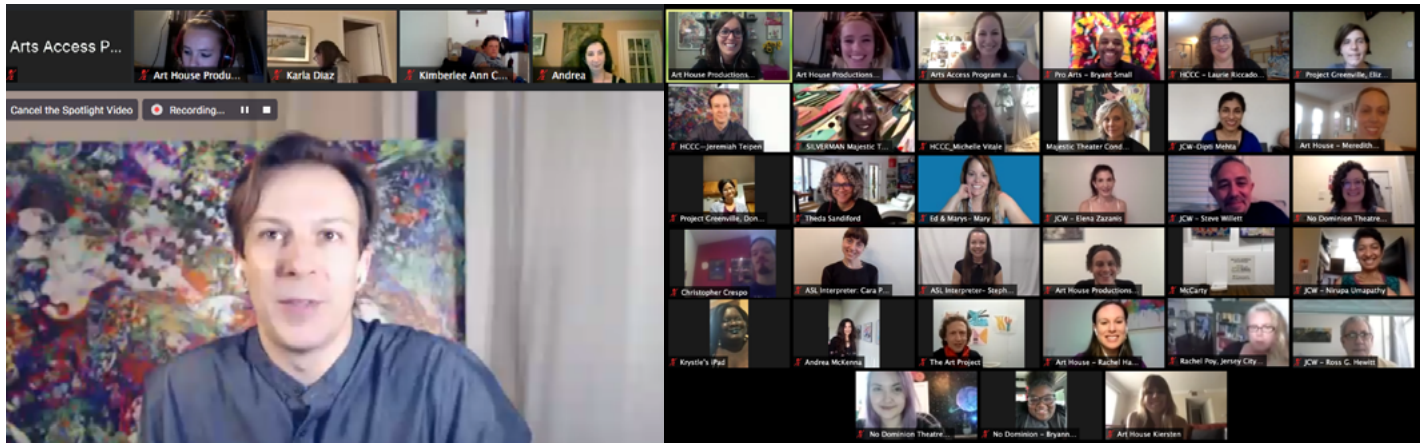 Arts Access P...
Art House Produ...
Karla Diaz
Kimberlee Ann C...
Andrea
Cancel the Spotlight Video
Recording...
Art House Productions...
Art House Productions...
Arts Access Program a...
Pro Arts - Bryant Small
HCCC - Laurie Riccado...
Project Greenville, Eliz...
HCCC—Jeremiah Teipen
SILVERMAN Majestic T...
HCCC_Michelle Vitale
Majestic Theater Cond...
JCW-Dipti Mehta
Art House - Meredith...
Project Greenville, Don...
Theda Sandiford
Ed & Marys- Mary
JCW - Elena Zazanis
JCW - Steve Willett
No Dominion Theatre...
Christopher Crespo
ASL Interpreter: Cara P...
ASL Interpreter- Steph...
Art House Productions...
McCarty
JCW - Nirupa Umapathy
Krystle's iPad
Andrea McKenna
The Art Project
Art House - Rachel Ha...
Rachel Poy, Jersey City...
JCW - Ross G. Hewitt
No Dominion Theatre...
No Dominion - Bryann...
Art House Kiersten